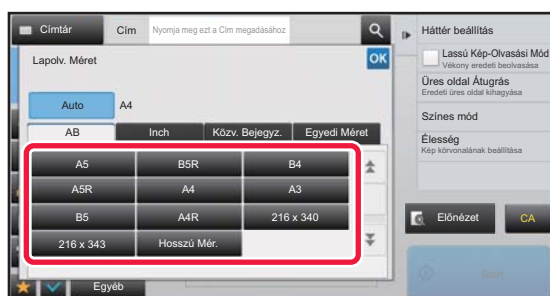 Címtár
Cím
Nyomja meg ezt a Cím megadásához
Háttér beállítás
Lapolv. Méret
OK
Lassú Kép-Olvasási Mód
Vékony eredeti beolvasása
Üres oldal Átugrás
Eredeti üres oldal kihagyása
Auto
A4
Színes mód
AB
Inch
Közv. Bejegyz.
Egyedi Méret
Élesség
Kép körvonalának beállítása
A5
B5R
B4
A5R
A4
A3
B5
A4R
216 x 340
Előnézet
CA
216 x 343
Hosszú Mér.
Start
Egyéb